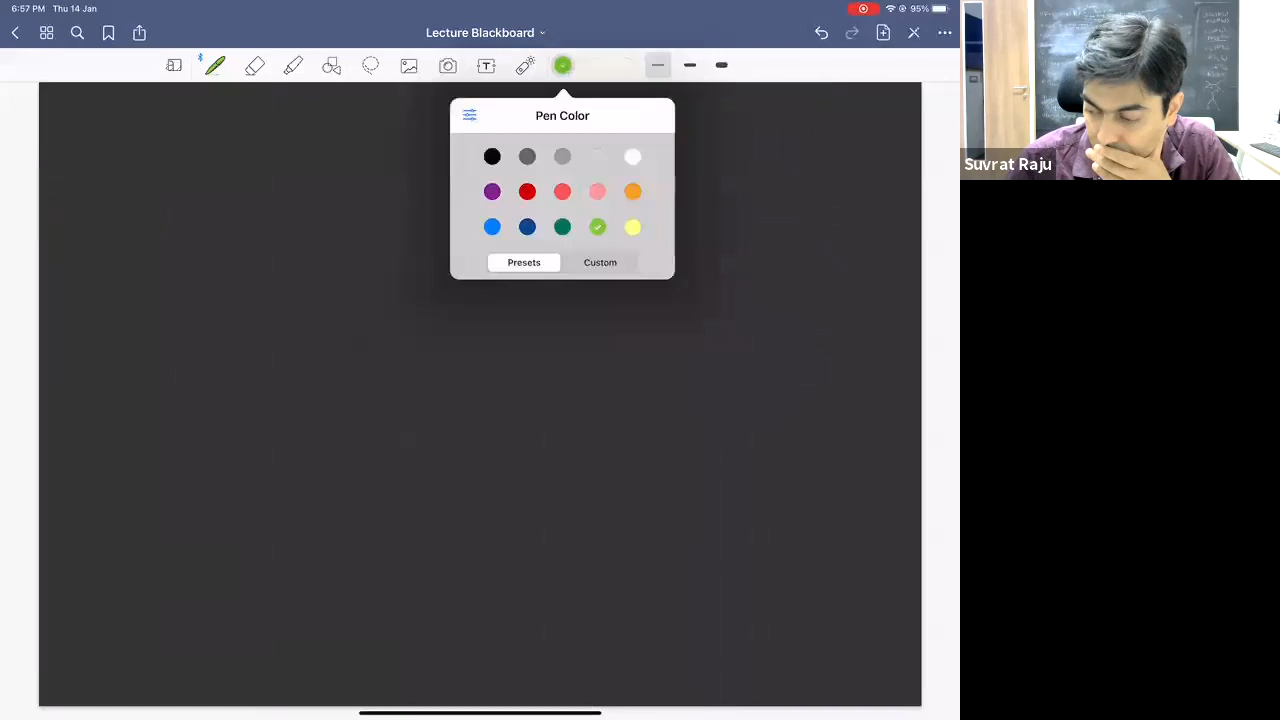 6:57 PM Thu 14 Jan
95%
Lecture Blackboard
Pen Color
Presets
Custom
Suvrat Raju